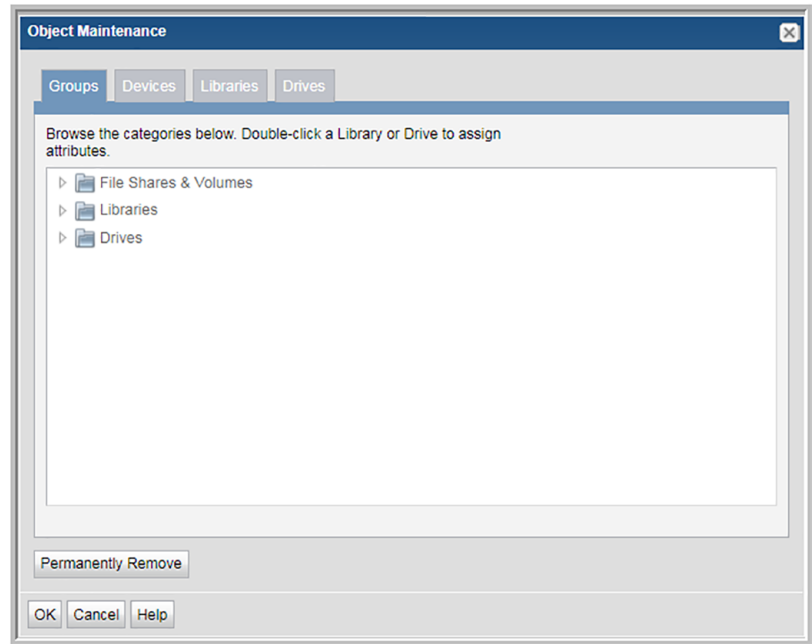 Object Maintenance
Groups Devices Libraries Drives
Browse the categories below. Double-click a Library or Drive to assign
attributes.
File Shares & Volumes
Libraries
Drives
Permanently Remove
OK Cancel Help